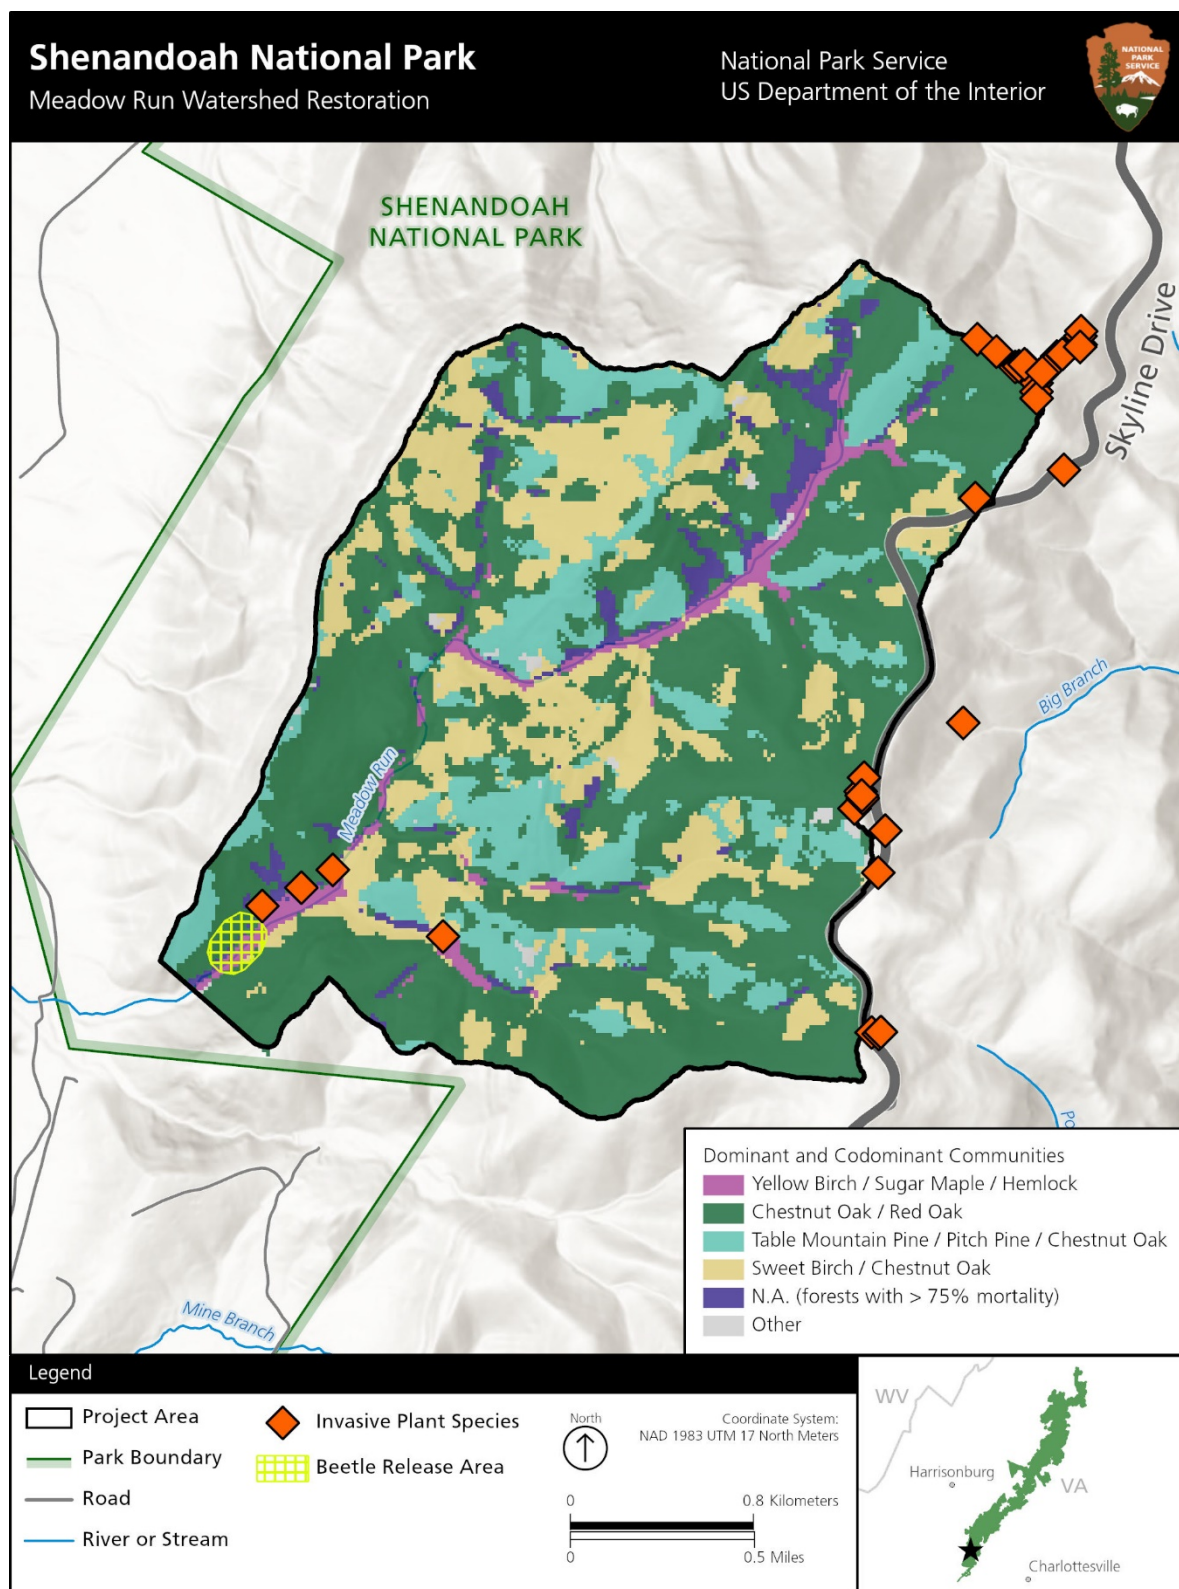 Shenandoah National Park
Meadow Run Watershed Restoration
National Park Service
US Department of the Interior
NATIONAL
PARK
SERVICE
SHENANDOAH
NATIONAL PARK
Skyline Drive
Big Branch
Meadow Run
Mine Branch
Dominant and Codominant Communities
Yellow Birch / Sugar Maple / Hemlock
Chestnut Oak / Red Oak
Table Mountain Pine / Pitch Pine / Chestnut Oak
Sweet Birch / Chestnut Oak
N.A. (forests with > 75% mortality)
Other
Legend
Project Area
Park Boundary
Road
River or Stream
Invasive Plant Species
Beetle Release Area
North
Coordinate System:
NAD 1983 UTM 17 North Meters
0 0.8 Kilometers
0 0.5 Miles
WV
Harrisonburg
VA
Charlottesville